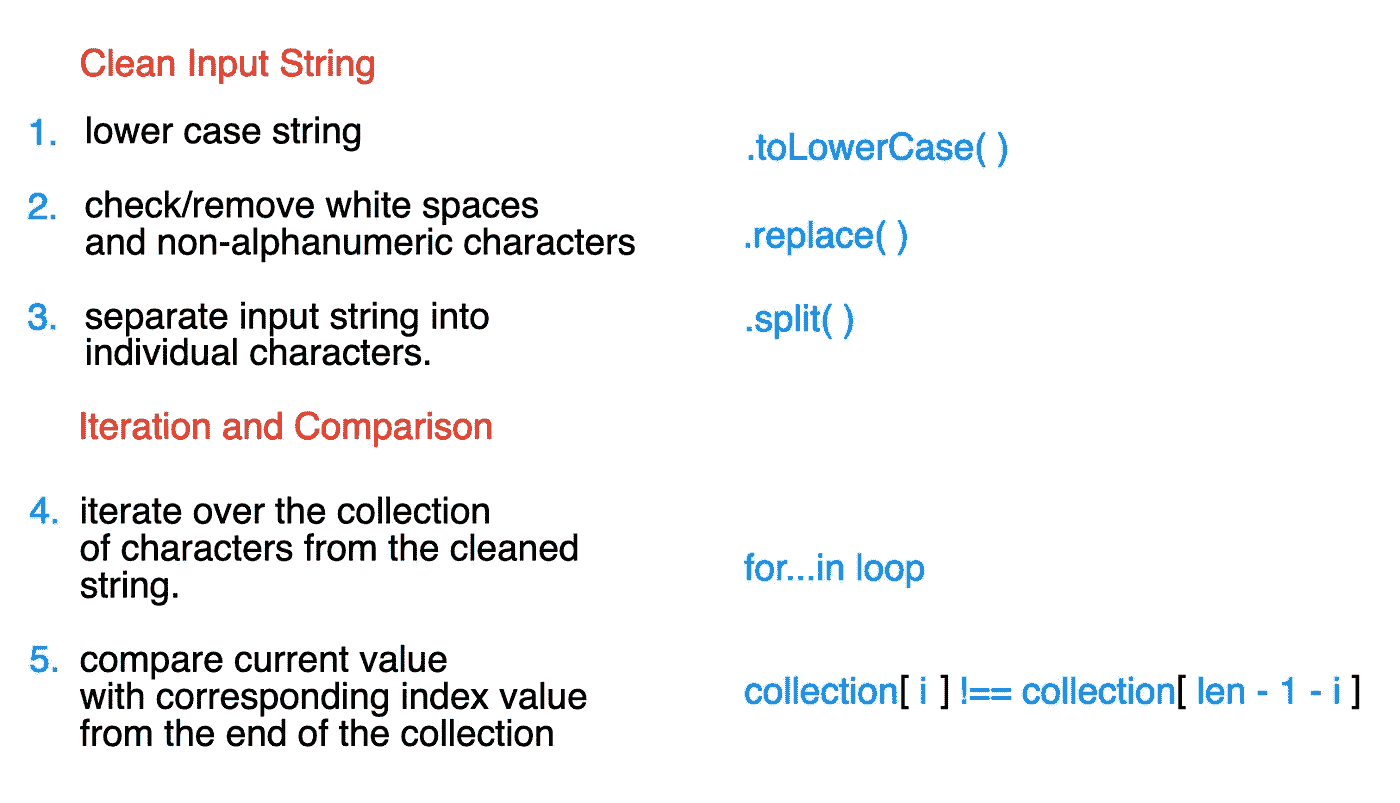 Clean Input String
1. lower case string
.toLowerCase( )
2. check/remove white spaces
and non-alphanumeric characters
.replace( )
3. separate input string into
individual characters.
.split( )
Iteration and Comparison
4. iterate over the collection
of characters from the cleaned
string.
for...in loop
5. compare current value
with corresponding index value
from the end of the collection
collection[ i ] !== collection[ len - 1 - i ]